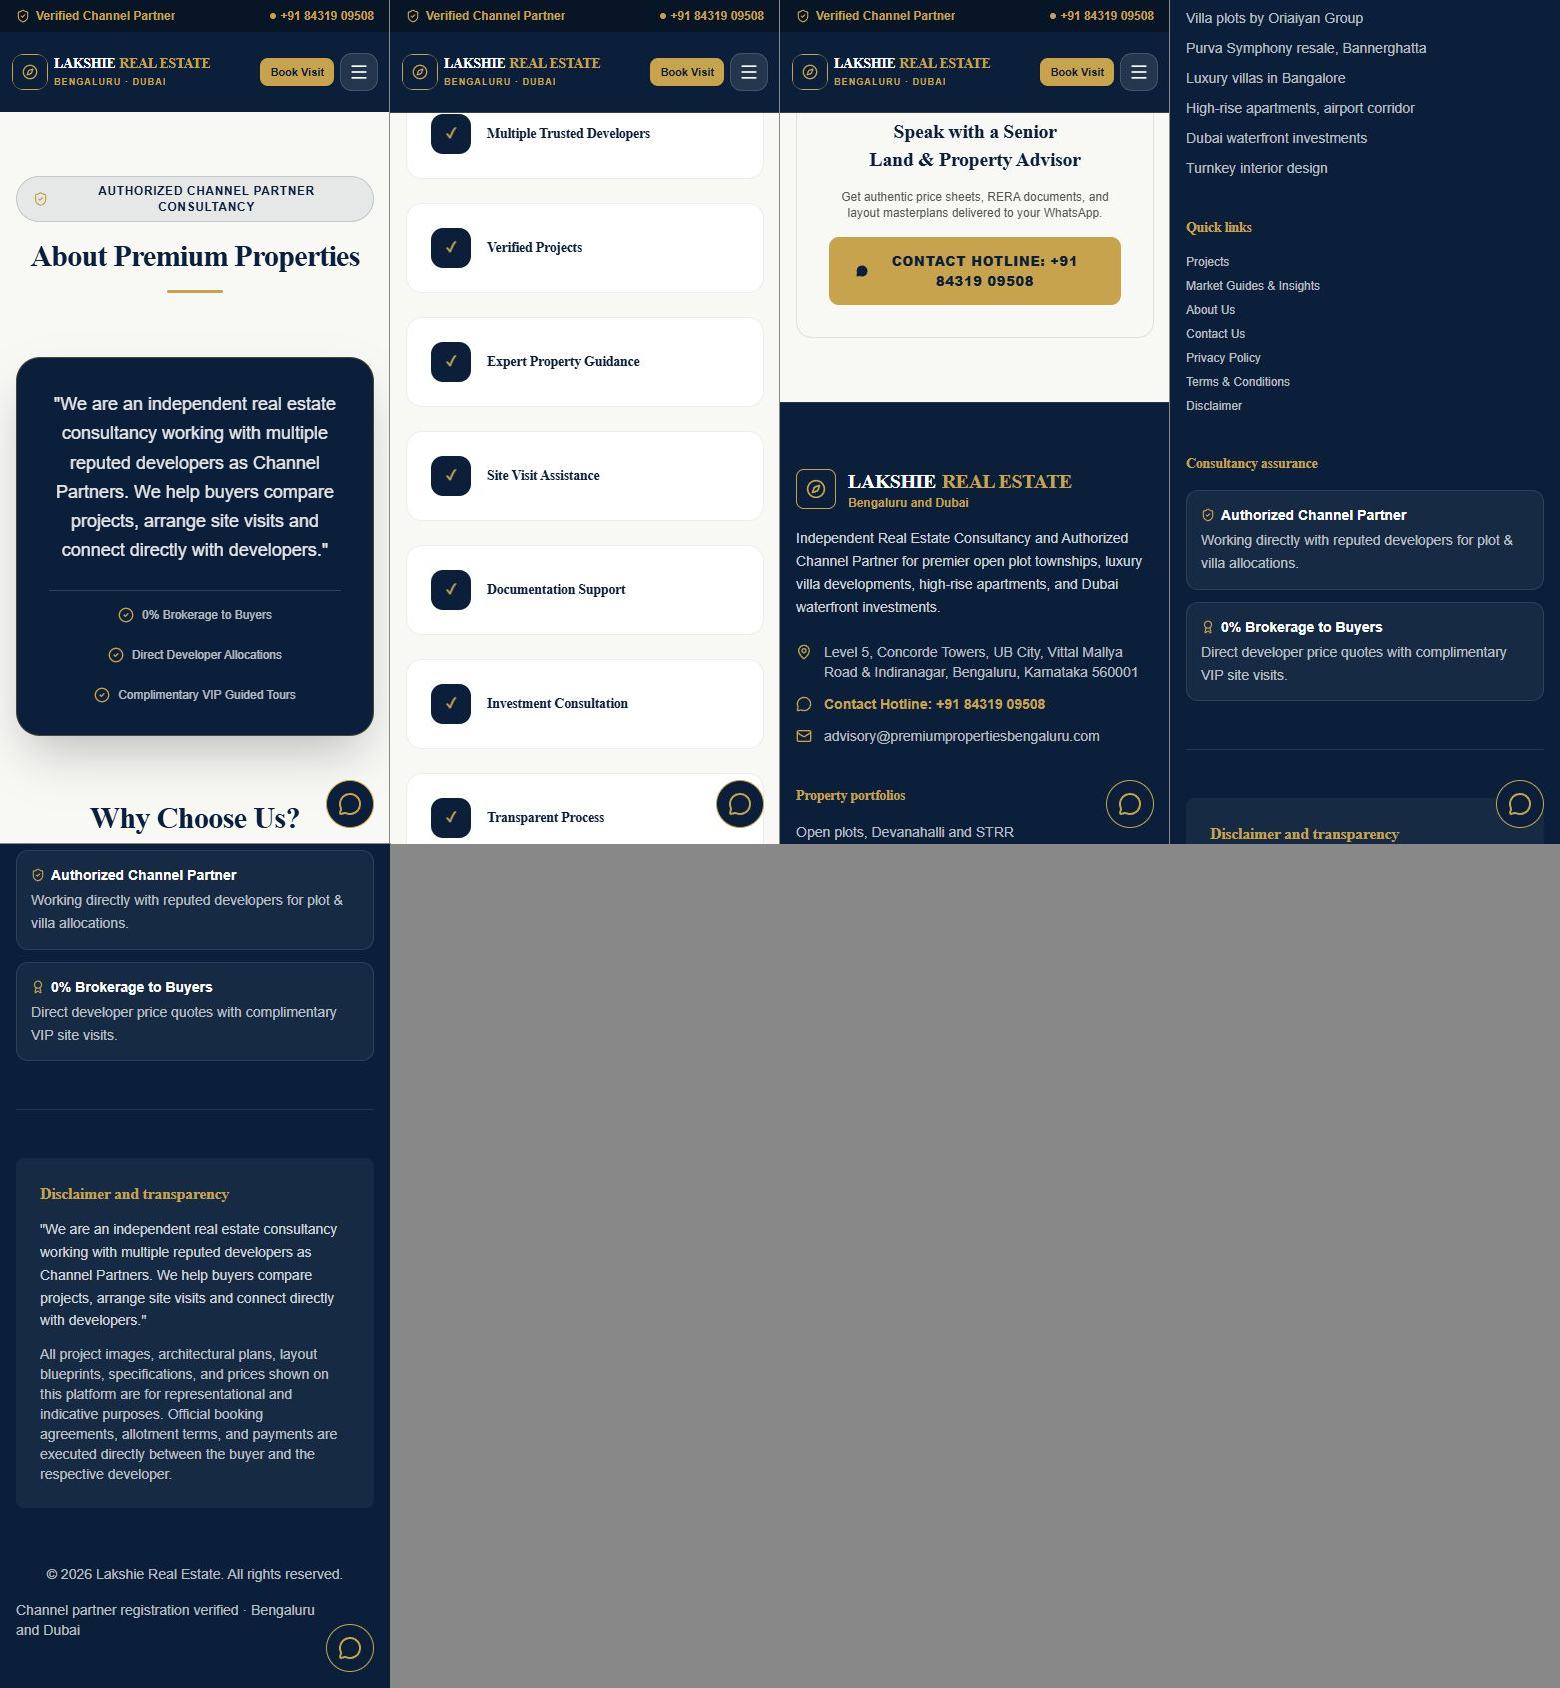 Verified Channel Partner
+91 84319 09508
LAKSHIE REAL ESTATE
BENGALURU · DUBAI
Book Visit
AUTHORIZED CHANNEL PARTNER
CONSULTANCY
About Premium Properties
"We are an independent real estate
consultancy working with multiple
reputed developers as Channel
Partners. We help buyers compare
projects, arrange site visits and
connect directly with developers."
0% Brokerage to Buyers
Direct Developer Allocations
Complimentary VIP Guided Tours
Why Choose Us?
Verified Channel Partner
+91 84319 09508
LAKSHIE REAL ESTATE
BENGALURU · DUBAI
Book Visit
Multiple Trusted Developers
Verified Projects
Expert Property Guidance
Site Visit Assistance
Documentation Support
Investment Consultation
Transparent Process
Verified Channel Partner
+91 84319 09508
LAKSHIE REAL ESTATE
BENGALURU · DUBAI
Book Visit
Speak with a Senior
Land & Property Advisor
Get authentic price sheets, RERA documents, and
layout masterplans delivered to your WhatsApp.
CONTACT HOTLINE: +91
84319 09508
LAKSHIE REAL ESTATE
Bengaluru and Dubai
Independent Real Estate Consultancy and Authorized
Channel Partner for premier open plot townships, luxury
villa developments, high-rise apartments, and Dubai
waterfront investments.
Level 5, Concorde Towers, UB City, Vittal Mallya
Road & Indiranagar, Bengaluru, Karnataka 560001
Contact Hotline: +91 84319 09508
advisory@premiumpropertiesbengaluru.com
Property portfolios
Open plots, Devanahalli and STRR
Villa plots by Oriaiyan Group
Purva Symphony resale, Bannerghatta
Luxury villas in Bangalore
High-rise apartments, airport corridor
Dubai waterfront investments
Turnkey interior design
Quick links
Projects
Market Guides & Insights
About Us
Contact Us
Privacy Policy
Terms & Conditions
Disclaimer
Consultancy assurance
Authorized Channel Partner
Working directly with reputed developers for plot &
villa allocations.
0% Brokerage to Buyers
Direct developer price quotes with complimentary
VIP site visits.
Disclaimer and transparency
Authorized Channel Partner
Working directly with reputed developers for plot &
villa allocations.
0% Brokerage to Buyers
Direct developer price quotes with complimentary
VIP site visits.
Disclaimer and transparency
"We are an independent real estate consultancy
working with multiple reputed developers as
Channel Partners. We help buyers compare
projects, arrange site visits and connect directly
with developers."
All project images, architectural plans, layout
blueprints, specifications, and prices shown on
this platform are for representational and
indicative purposes. Official booking
agreements, allotment terms, and payments are
executed directly between the buyer and the
respective developer.
© 2026 Lakshie Real Estate. All rights reserved.
Channel partner registration verified · Bengaluru
and Dubai